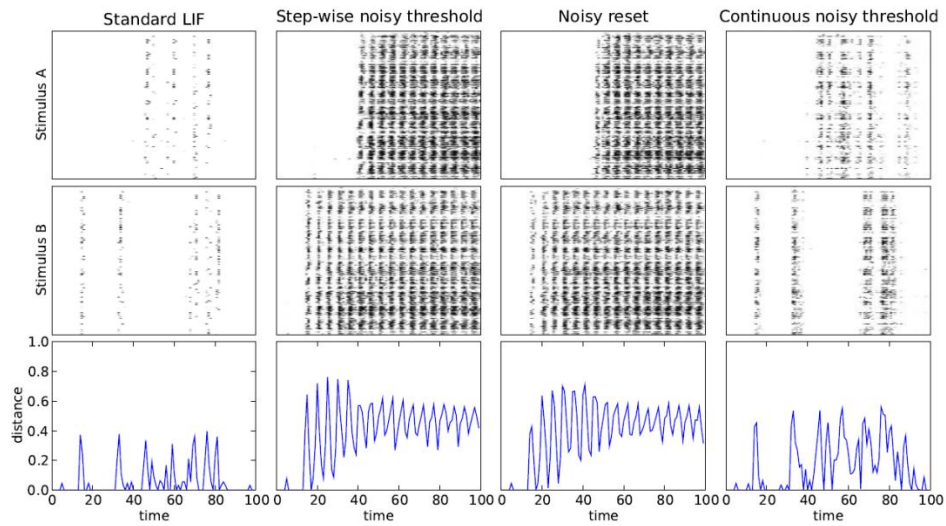 Standard LIF
Step-wise noisy threshold
Noisy reset
Continuous noisy threshold
Stimulus A
Stimulus B
distance
1.0
0.8
0.6
0.4
0.2
0.0
0 20 40 60 80 100
0 20 40 60 80 100
0 20 40 60 80 100
0 20 40 60 80 100
time
time
time
time